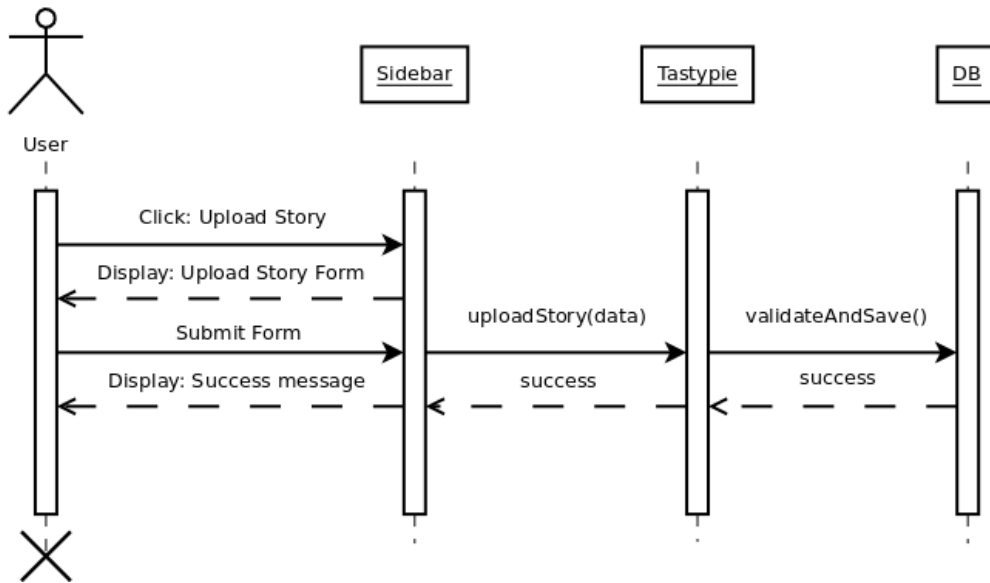 Sidebar
Tastypie
DB
User
Click: Upload Story
Display: Upload Story Form
Submit Form
uploadStory(data)
validateAndSave()
Display: Success message
success
success